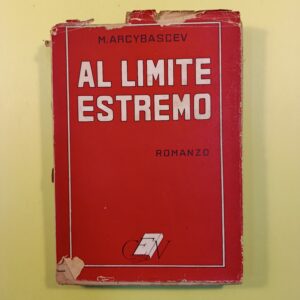 M. ARCYBASCEV
AL LIMITE
ESTREMO
ROMANZO